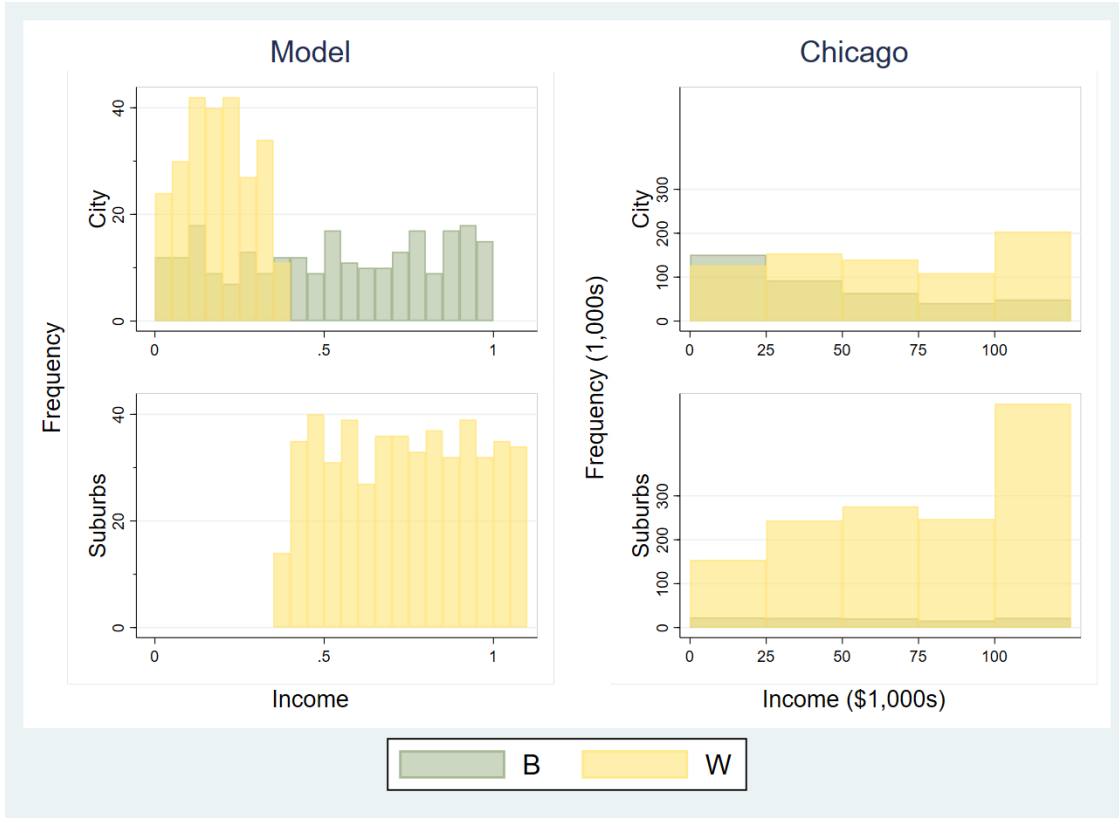 Model
Chicago
Frequency
City
40
20
0
0 .5 1
Suburbs
40
20
0
0 .5 1
Income
Frequency (1,000s)
City
300
200
100
0
0 25 50 75 100
Suburbs
300
200
100
0
0 25 50 75 100
Income ($1,000s)
B W